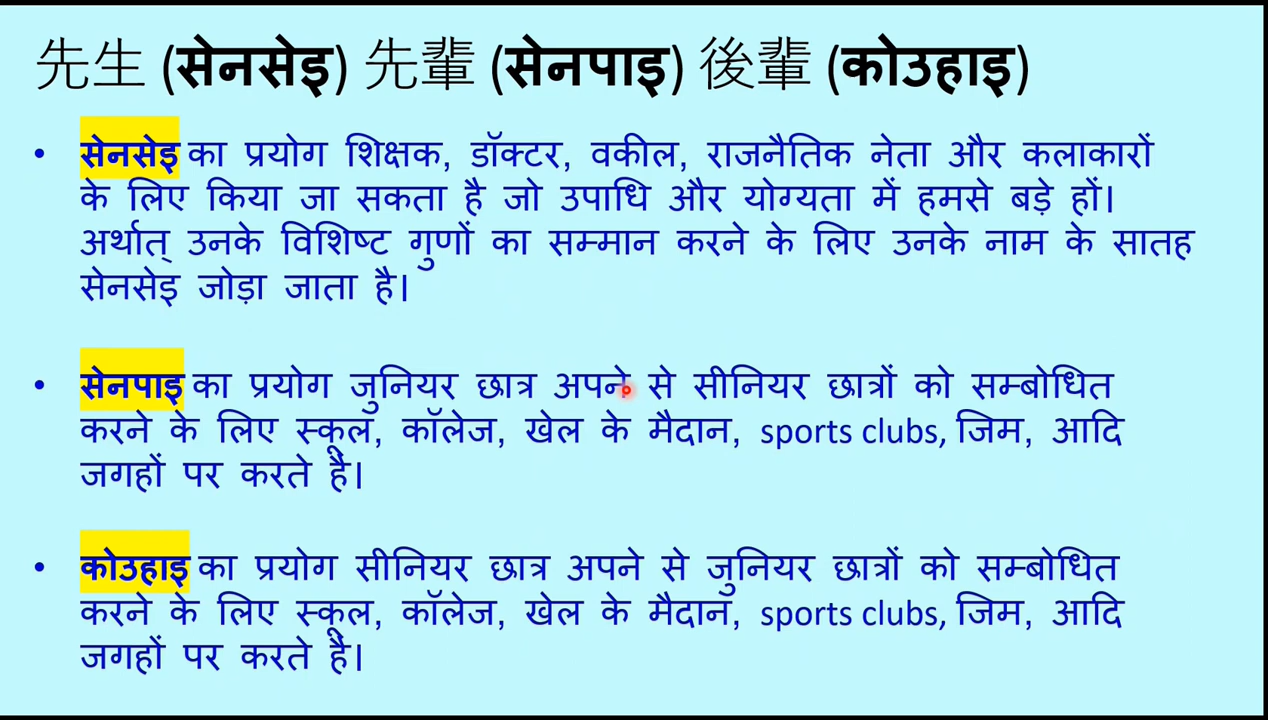 先生 (सेनसेइ) 先輩 (सेनपाइ) 後輩 (कोउहाइ)
• सेनसेइ का प्रयोग शिक्षक, डॉक्टर, वकील, राजनैतिक नेता और कलाकारों
के लिए किया जा सकता है जो उपाधि और योग्यता में हमसे बड़े हों।
अर्थात् उनके विशिष्ट गुणों का सम्मान करने के लिए उनके नाम के सातह
सेनसेइ जोड़ा जाता है।
• सेनपाइ का प्रयोग जुनियर छात्र अपने से सीनियर छात्रों को सम्बोधित
करने के लिए स्कूल, कॉलेज, खेल के मैदान, sports clubs, जिम, आदि
जगहों पर करते हैं।
• कोउहाइ का प्रयोग सीनियर छात्र अपने से जुनियर छात्रों को सम्बोधित
करने के लिए स्कूल, कॉलेज, खेल के मैदान, sports clubs, जिम, आदि
जगहों पर करते हैं।